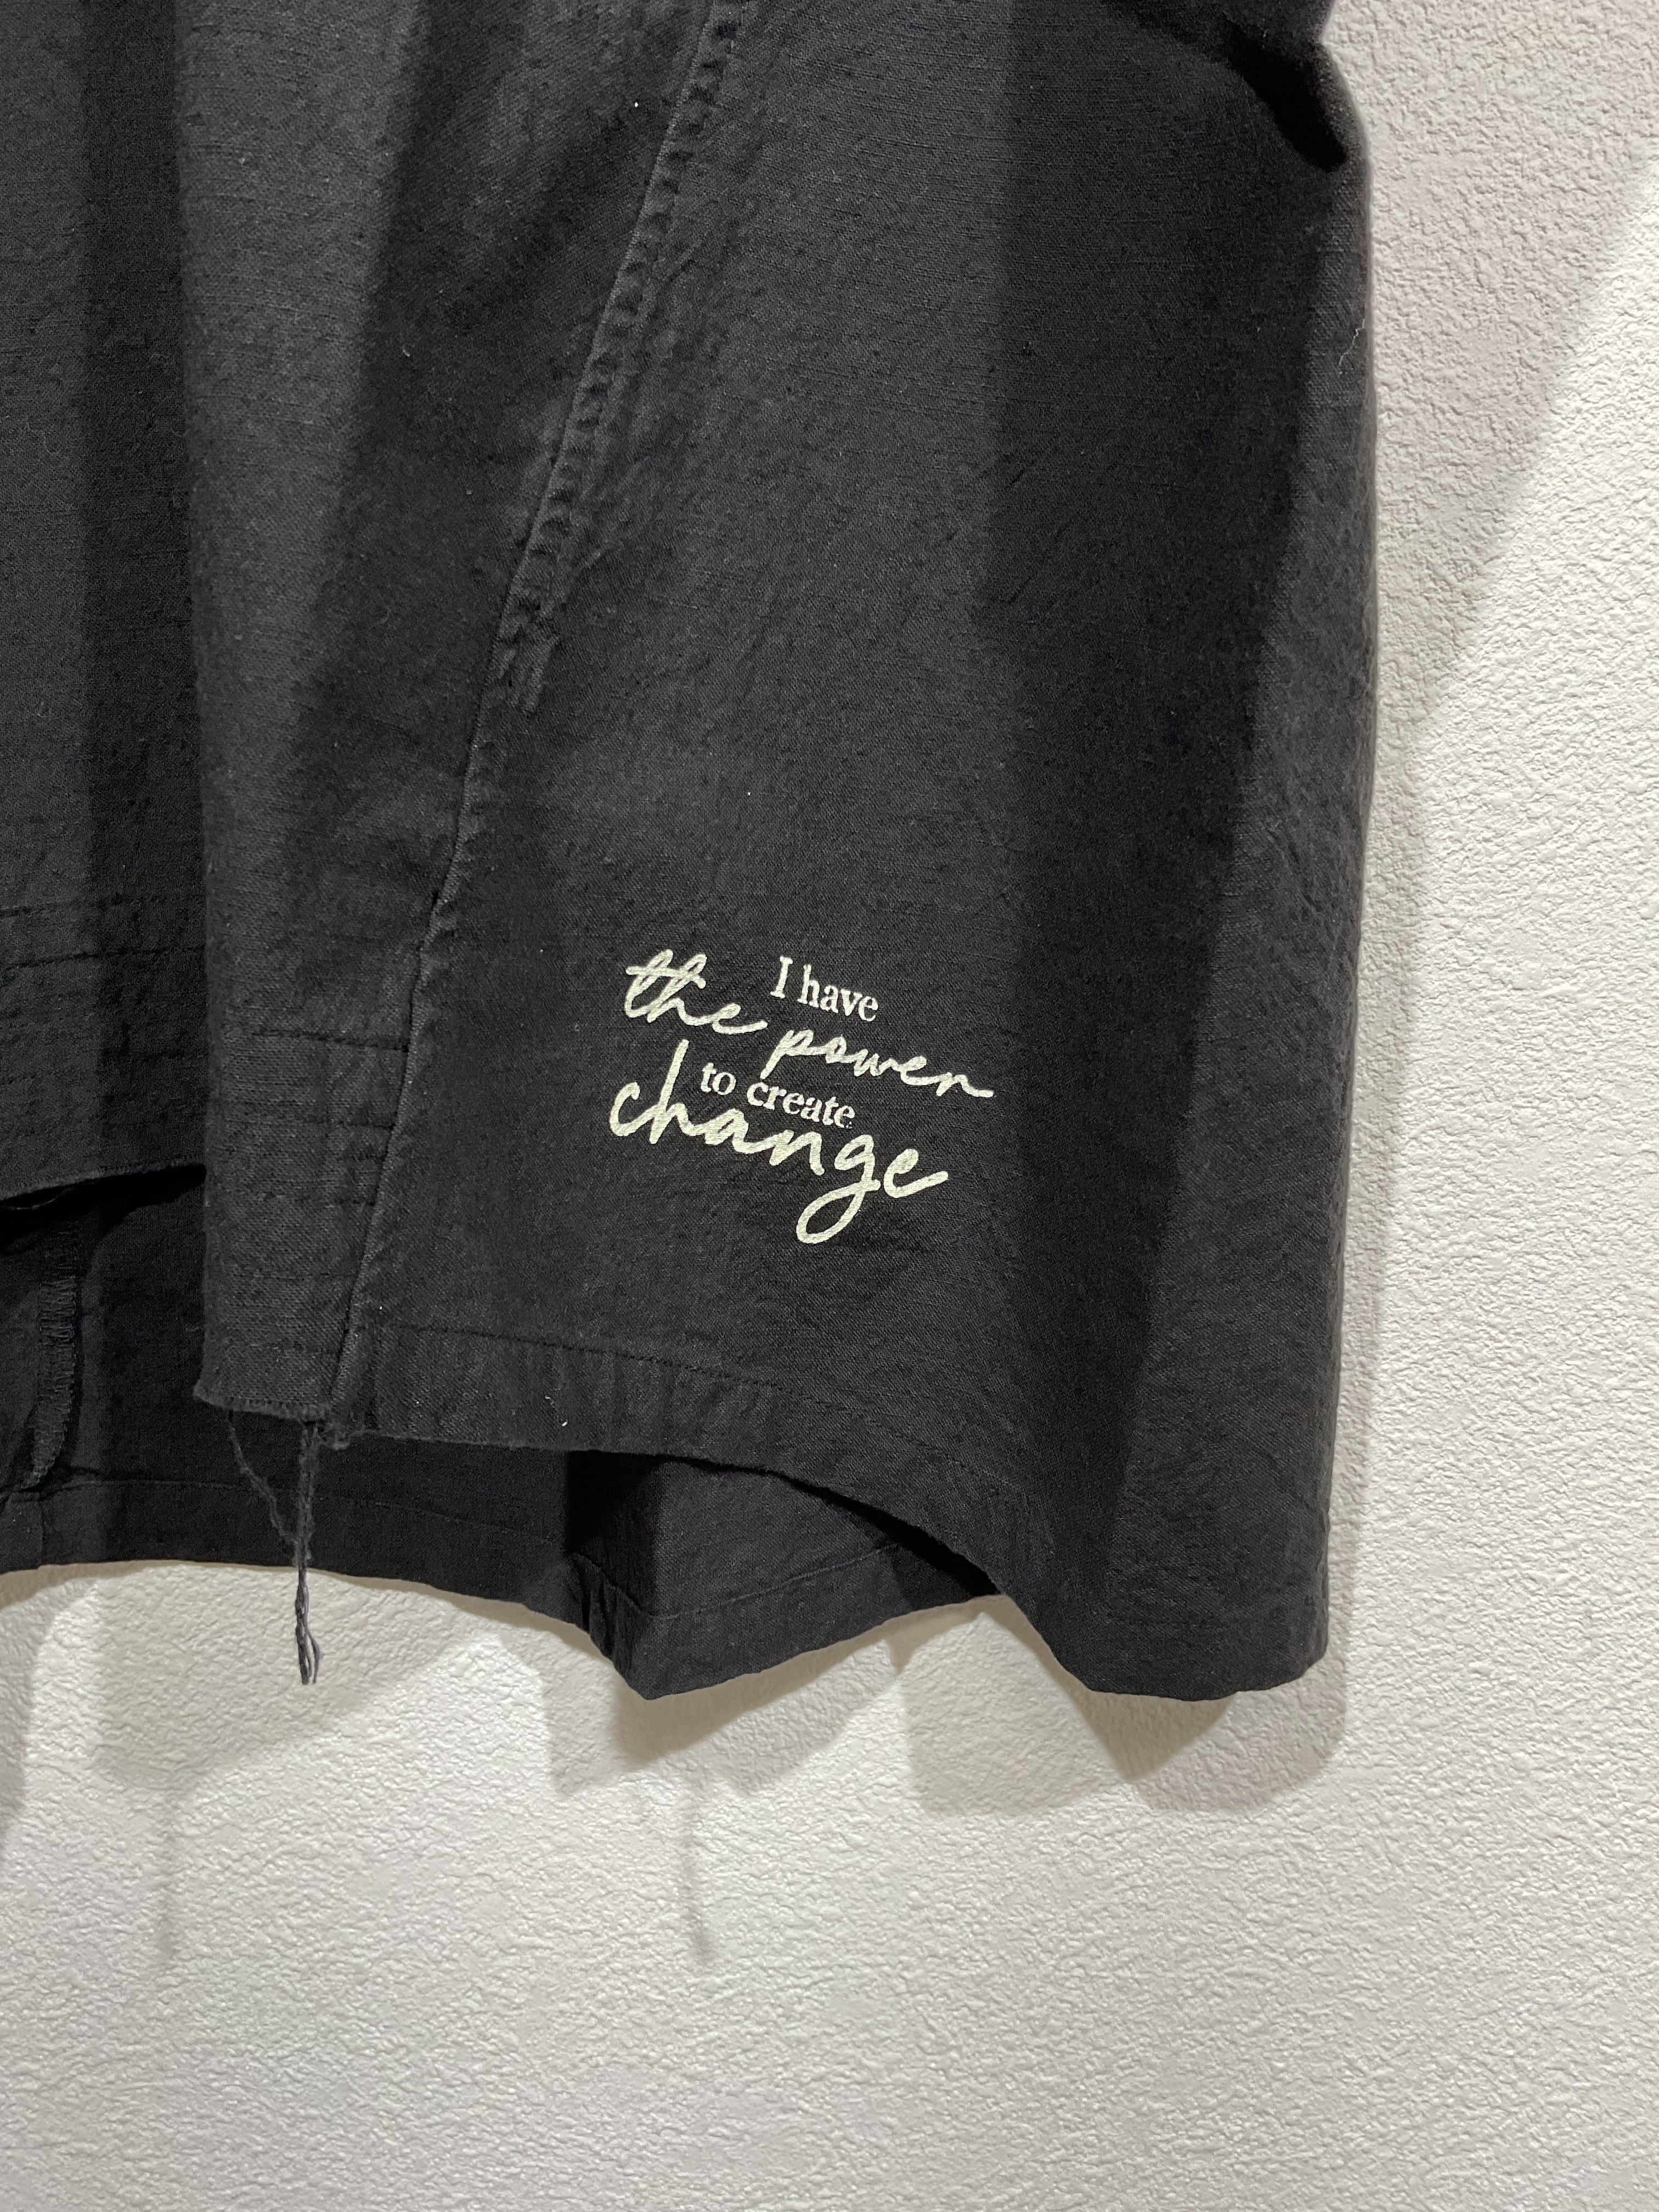 I have
the power
to create
change